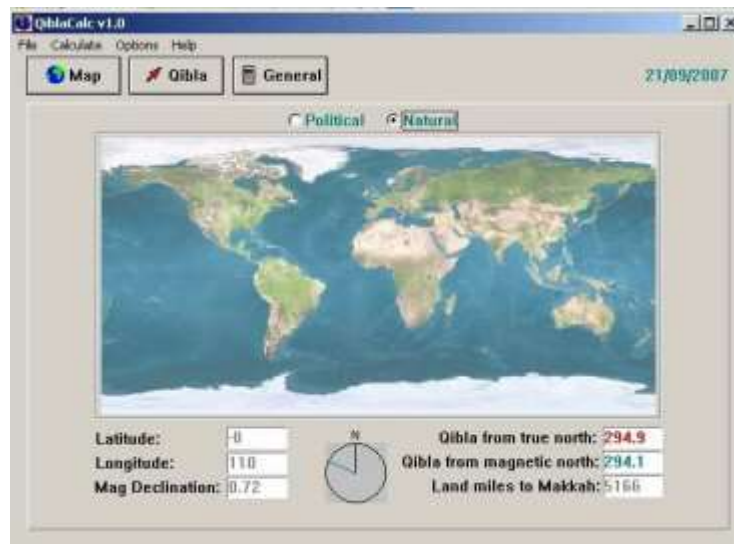 QiblaCalc v1.0
File Calculate Options Help
Map Qibla General 21/09/2007
Political Natural
Latitude:
Longitude: 110
Mag Declination: 0.72
N
Qibla from true north: 294.9
Qibla from magnetic north: 294.1
Land miles to Makkah: 5166